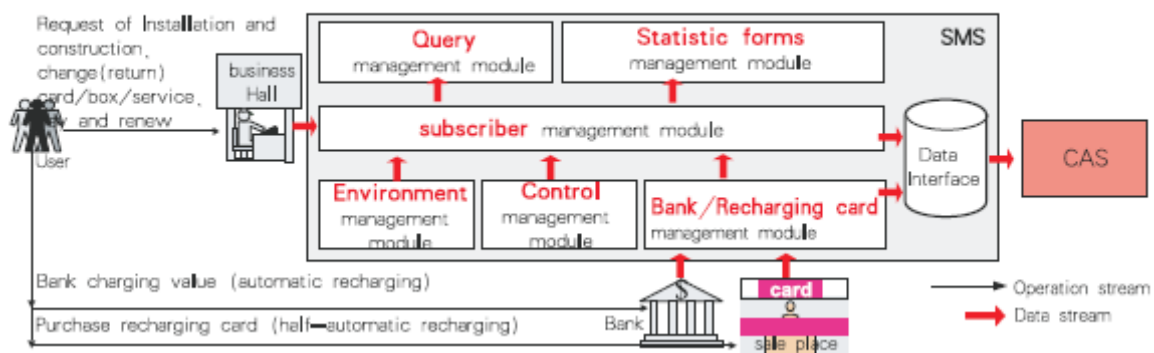 Request of Installation and
construction,
change(return)
card/box/service,
and renew
User
business
Hall
Query
management module
Statistic forms
management module
SMS
subscriber management module
Environment
management
module
Control
management
module
Bank/Recharging card
management module
Data
Interface
CAS
Bank charging value (automatic recharging)
Purchase recharging card (half-automatic recharging)
Bank
$
card
sale place
Operation stream
Data stream